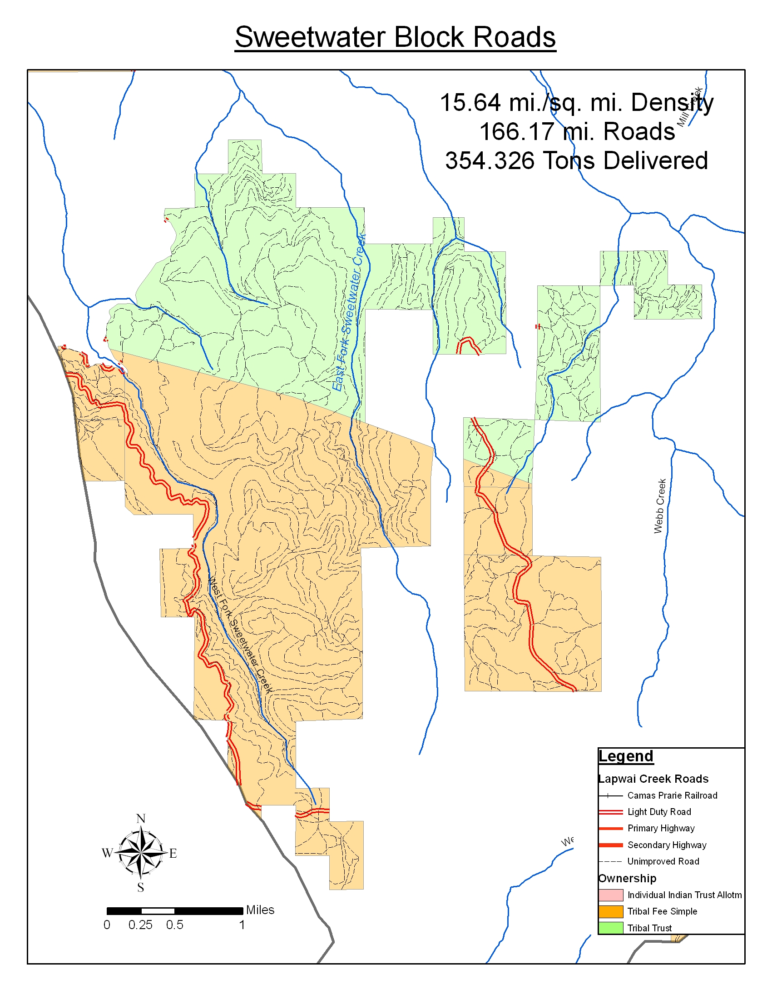 Sweetwater Block Roads
15.64 mi./sq. mi. Density
166.17 mi. Roads
354.326 Tons Delivered
Mill Creek
East Fork Sweetwater Creek
Webb Creek
West Fork Sweetwater Creek
We
N
W
E
S
Miles
0 0.25 0.5 1
Legend
Lapwai Creek Roads
Camas Prarie Railroad
Light Duty Road
Primary Highway
Secondary Highway
Unimproved Road
Ownership
Individual Indian Trust Allotm
Tribal Fee Simple
Tribal Trust